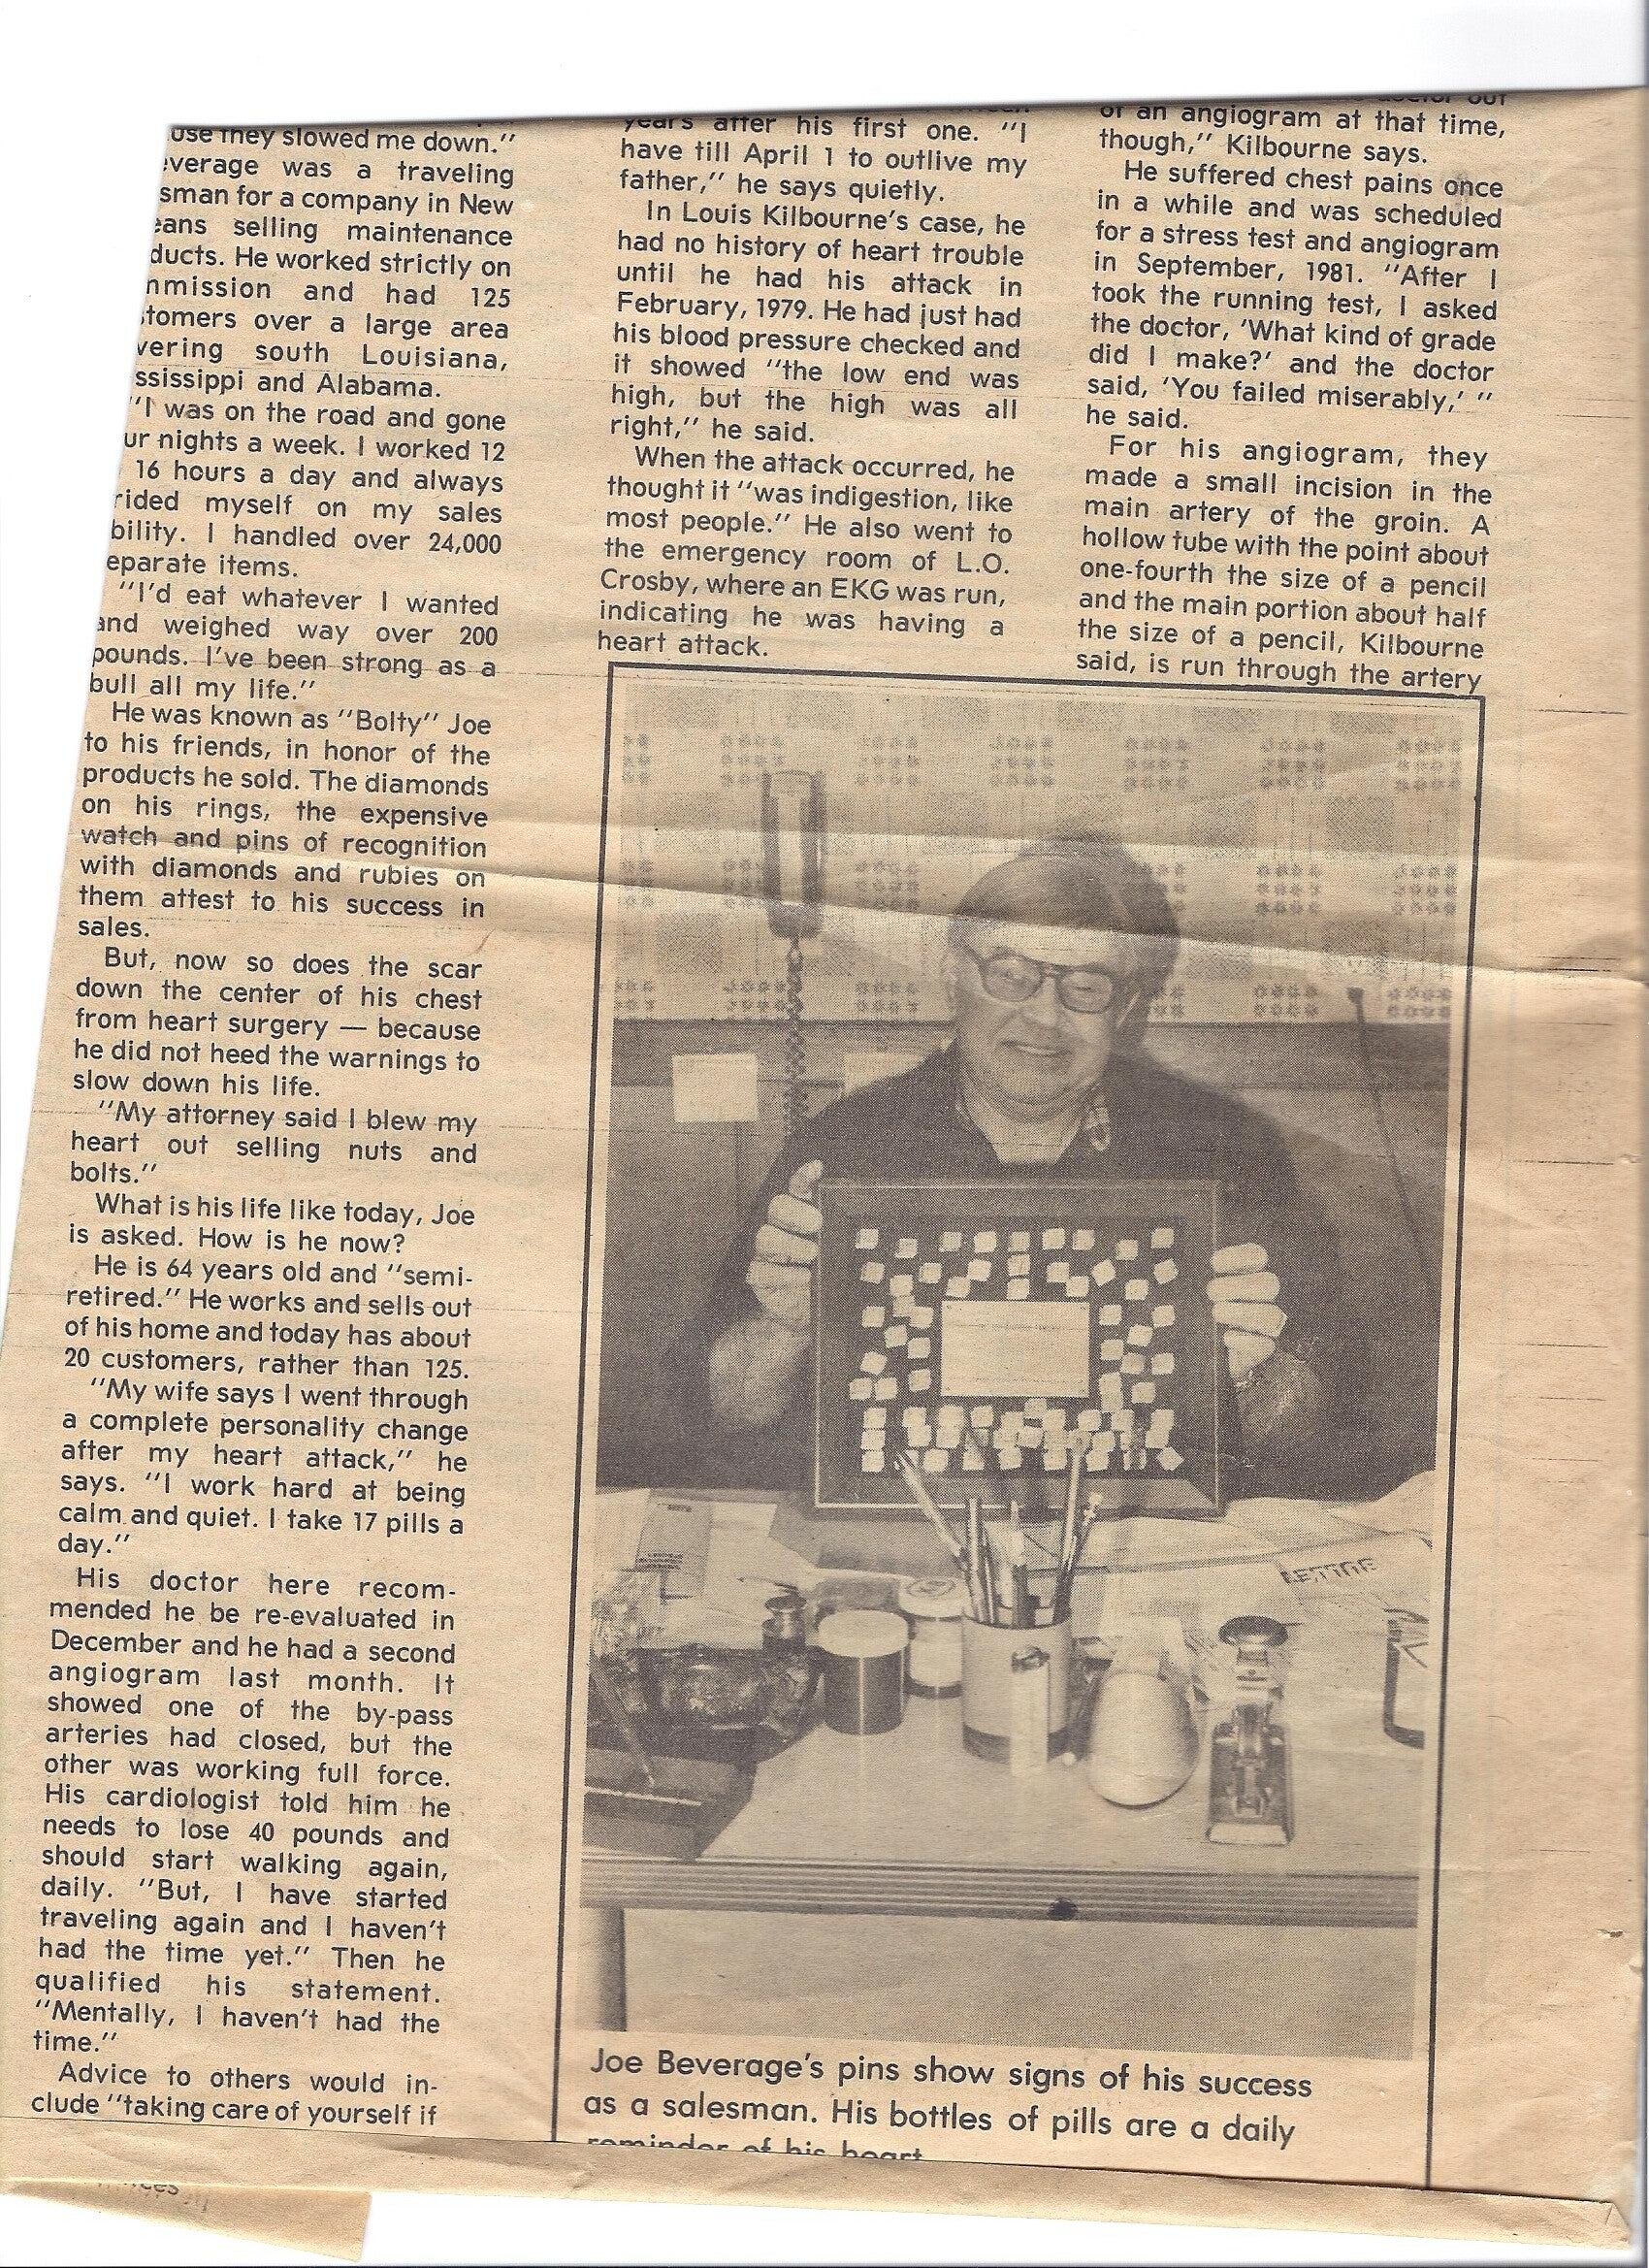 use they slowed me down."
everage was a traveling
sman for a company in New
eans selling maintenance
ducts. He worked strictly on
mmission and had 125
tomers over a large area
vering south Louisiana,
ssissippi and Alabama.
"I was on the road and gone
ur nights a week. I worked 12
16 hours a day and always
rided myself on my sales
bility. I handled over 24,000
eparate items.
"I'd eat whatever I wanted
and weighed way over 200
pounds. I've been strong as a
bull all my life."
He was known as "Bolty" Joe
to his friends, in honor of the
products he sold. The diamonds
on his rings, the expensive
watch and pins of recognition
with diamonds and rubies on
them attest to his success in
sales.
But, now so does the scar
down the center of his chest
from heart surgery — because
he did not heed the warnings to
slow down his life.
"My attorney said I blew my
heart out selling nuts and
bolts."
What is his life like today, Joe
is asked. How is he now?
He is 64 years old and "semi-
retired." He works and sells out
of his home and today has about
20 customers, rather than 125.
"My wife says I went through
a complete personality change
after my heart attack," he
says. "I work hard at being
calm and quiet. I take 17 pills a
day."
His doctor here recom-
mended he be re-evaluated in
December and he had a second
angiogram last month. It
showed one of the by-pass
arteries had closed, but the
other was working full force.
His cardiologist told him he
needs to lose 40 pounds and
should start walking again,
daily. "But, I have started
traveling again and I haven't
had the time yet." Then he
qualified his statement.
"Mentally, I haven't had the
time."
Advice to others would in-
clude "taking care of yourself if
years after his first one. "I
have till April 1 to outlive my
father," he says quietly.
In Louis Kilbourne's case, he
had no history of heart trouble
until he had his attack in
February, 1979. He had just had
his blood pressure checked and
it showed "the low end was
high, but the high was all
right," he said.
When the attack occurred, he
thought it "was indigestion, like
most people." He also went to
the emergency room of L.O.
Crosby, where an EKG was run,
indicating he was having a
heart attack.
doctor out
of an angiogram at that time,
though," Kilbourne says.
He suffered chest pains once
in a while and was scheduled
for a stress test and angiogram
in September, 1981. "After I
took the running test, I asked
the doctor, 'What kind of grade
did I make?' and the doctor
said, 'You failed miserably,' "
he said.
For his angiogram, they
made a small incision in the
main artery of the groin. A
hollow tube with the point about
one-fourth the size of a pencil
and the main portion about half
the size of a pencil, Kilbourne
said, is run through the artery
Joe Beverage's pins show signs of his success
as a salesman. His bottles of pills are a daily
reminder of his heart